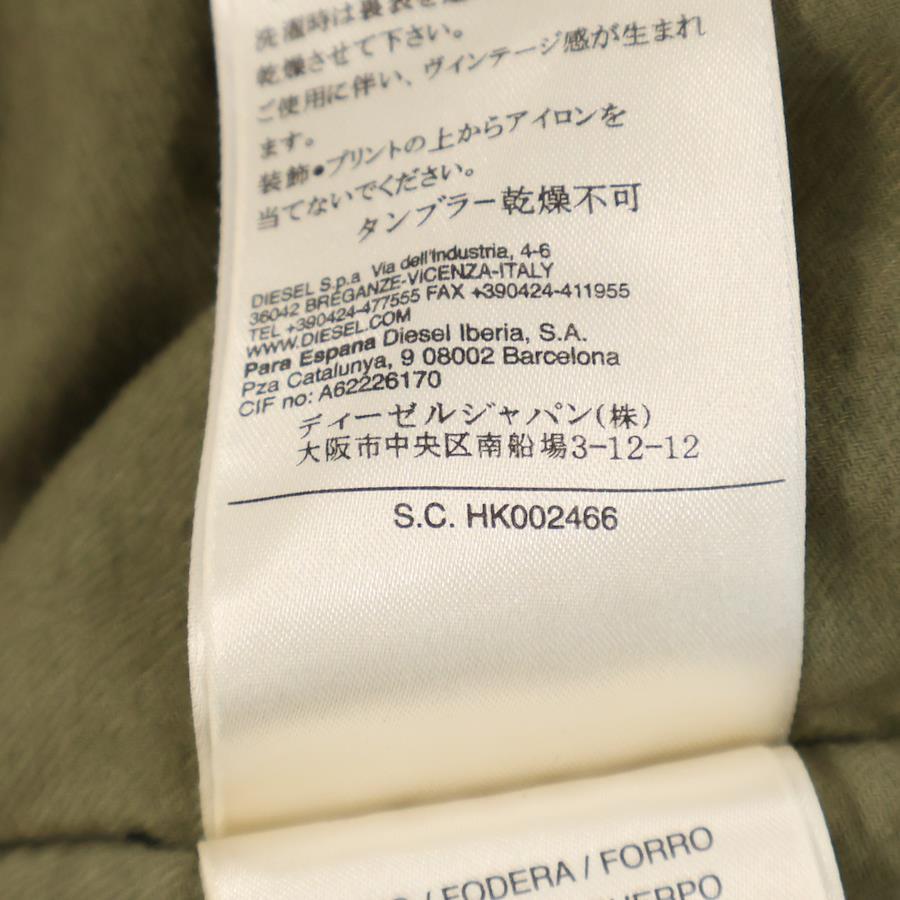 洗濯時は裏衣を
乾燥させて下さい。
ご使用に伴い、ヴィンテージ感が生まれ
ます。
装飾●プリントの上からアイロンを
当てないでください。
タンブラー乾燥不可
DIESEL S.p.a Via dell'Industria, 4-6
36042 BREGANZE-VICENZA-ITALY
TEL +390424-477555 FAX +390424-411955
WWW.DIESEL.COM
Para Espana Diesel Iberia, S.A.
Pza Catalunya, 9 08002 Barcelona
CIF no: A62226170
ディーゼルジャパン(株)
大阪市中央区南船場3-12-12
S.C. HK002466
/ FODERA / FORRO